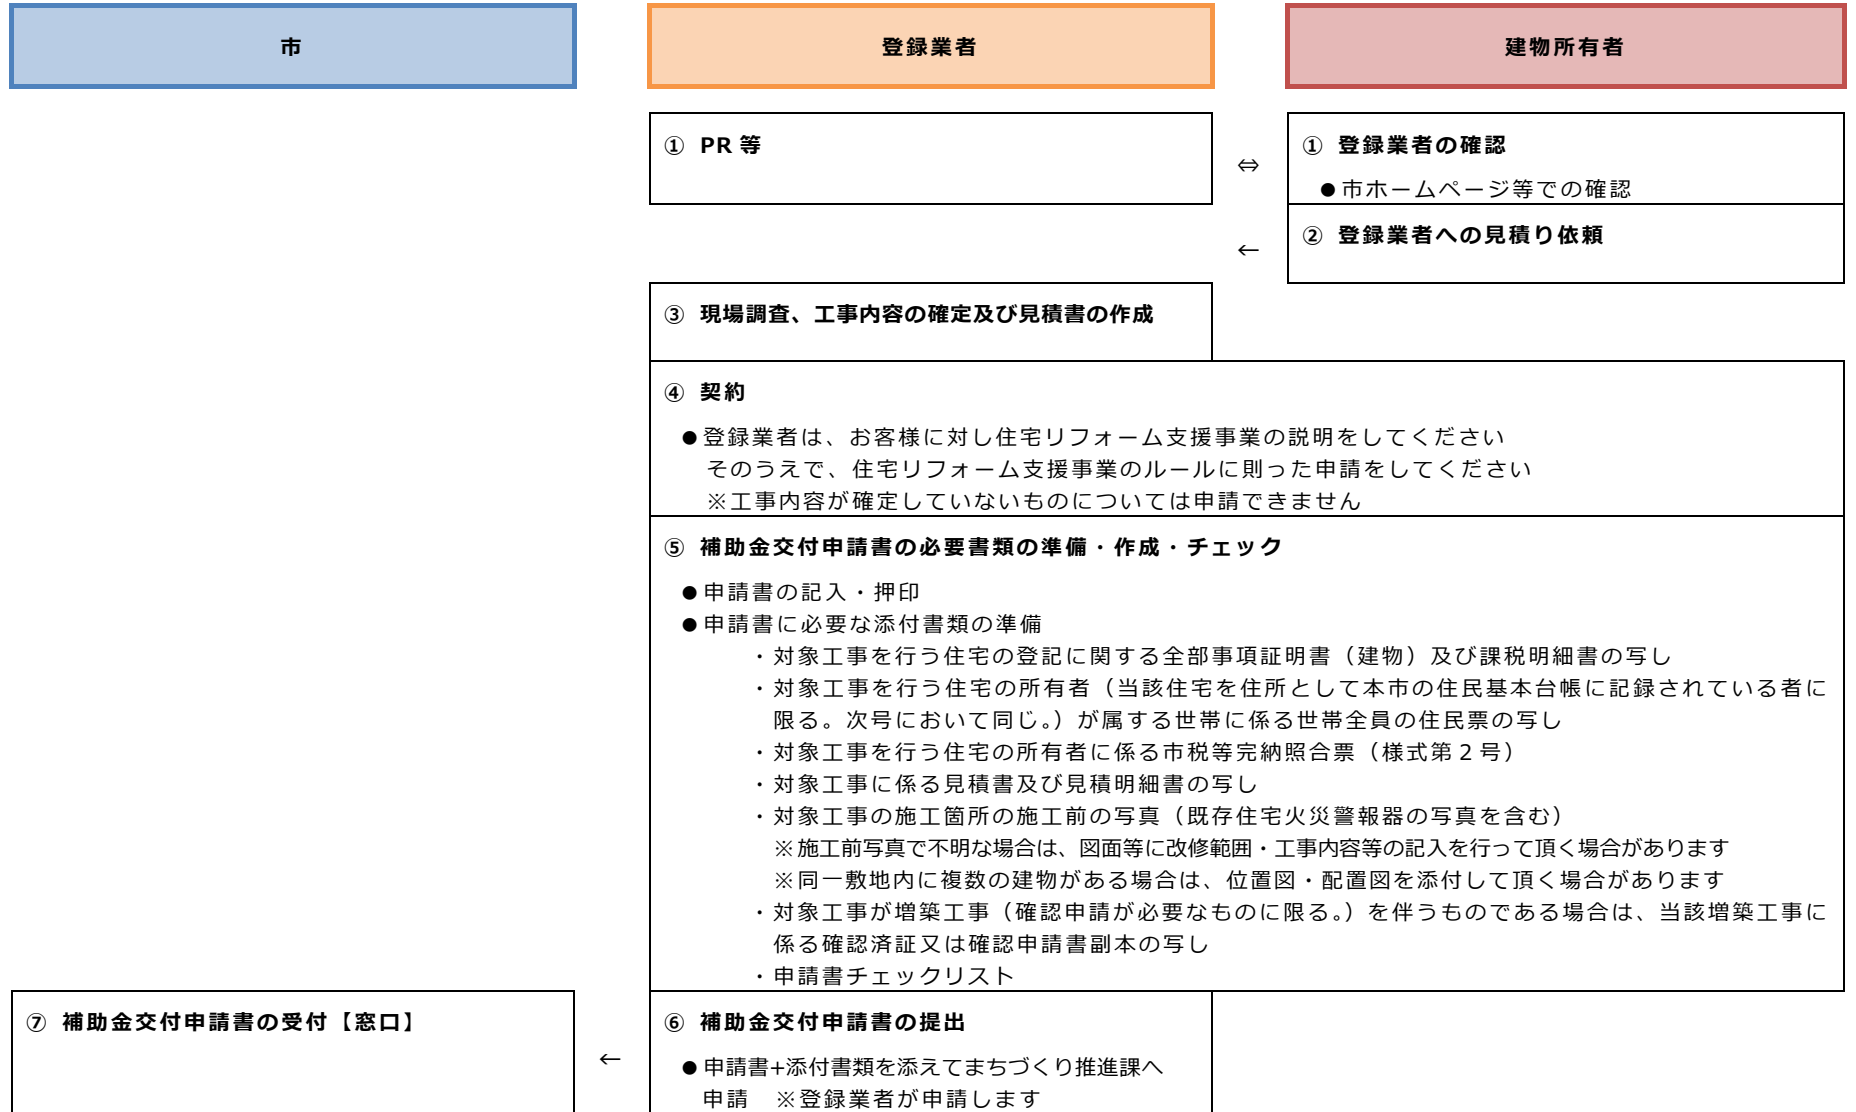 市
登録業者
建物所有者
① PR 等
⇔
① 登録業者の確認
●市ホームページ等での確認
←
② 登録業者への見積り依頼
③ 現場調査、工事内容の確定及び見積書の作成
④ 契約
●登録業者は、お客様に対し住宅リフォーム支援事業の説明をしてください
そのうえで、住宅リフォーム支援事業のルールに則った申請をしてください
※工事内容が確定していないものについては申請できません
⑤ 補助金交付申請書の必要書類の準備・作成・チェック
●申請書の記入・押印
●申請書に必要な添付書類の準備
・対象工事を行う住宅の登記に関する全部事項証明書（建物）及び課税明細書の写し
・対象工事を行う住宅の所有者（当該住宅を住所として本市の住民基本台帳に記録されている者に
限る。次号において同じ。）が属する世帯に係る世帯全員の住民票の写し
・対象工事を行う住宅の所有者に係る市税等完納照合票（様式第２号）
・対象工事に係る見積書及び見積明細書の写し
・対象工事の施工箇所の施工前の写真（既存住宅火災警報器の写真を含む）
※施工前写真で不明な場合は、図面等に改修範囲・工事内容等の記入を行って頂く場合があります
※同一敷地内に複数の建物がある場合は、位置図・配置図を添付して頂く場合があります
・対象工事が増築工事（確認申請が必要なものに限る。）を伴うものである場合は、当該増築工事に
係る確認済証又は確認申請書副本の写し
・申請書チェックリスト
⑦ 補助金交付申請書の受付【窓口】
←
⑥ 補助金交付申請書の提出
●申請書+添付書類を添えてまちづくり推進課へ
申請　※登録業者が申請します